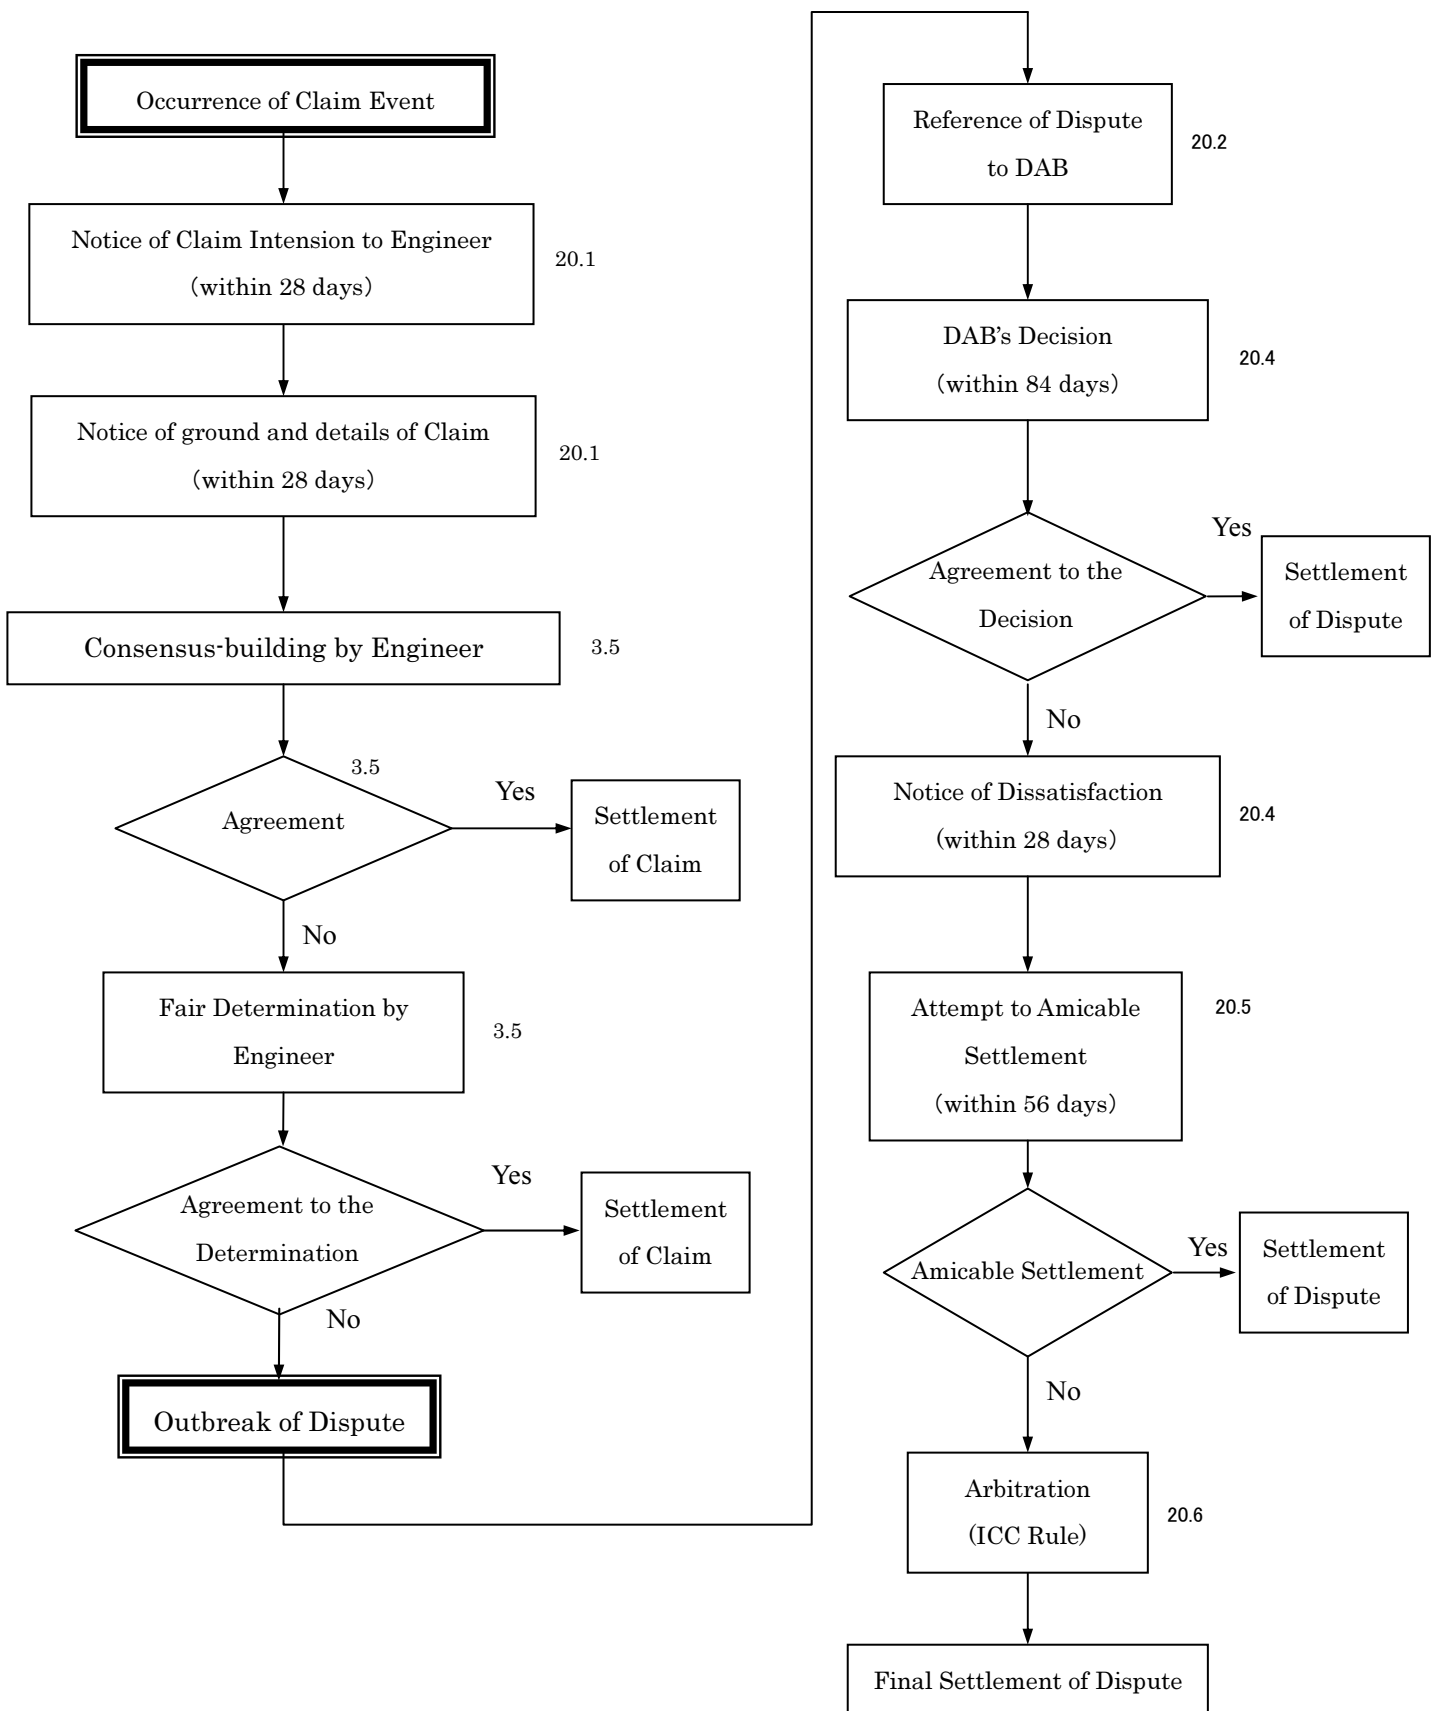 Occurrence of Claim Event
Notice of Claim Intension to Engineer
(within 28 days)
20.1
Notice of ground and details of Claim
(within 28 days)
20.1
Consensus-building by Engineer
3.5
3.5
Agreement
Yes
Settlement
of Claim
No
Fair Determination by
Engineer
3.5
Agreement to the
Determination
Yes
Settlement
of Claim
No
Outbreak of Dispute
Reference of Dispute
to DAB
20.2
DAB’s Decision
(within 84 days)
20.4
Agreement to the
Decision
Yes
Settlement
of Dispute
No
Notice of Dissatisfaction
(within 28 days)
20.4
Attempt to Amicable
Settlement
(within 56 days)
20.5
Amicable Settlement
Yes
Settlement
of Dispute
No
Arbitration
(ICC Rule)
20.6
Final Settlement of Dispute